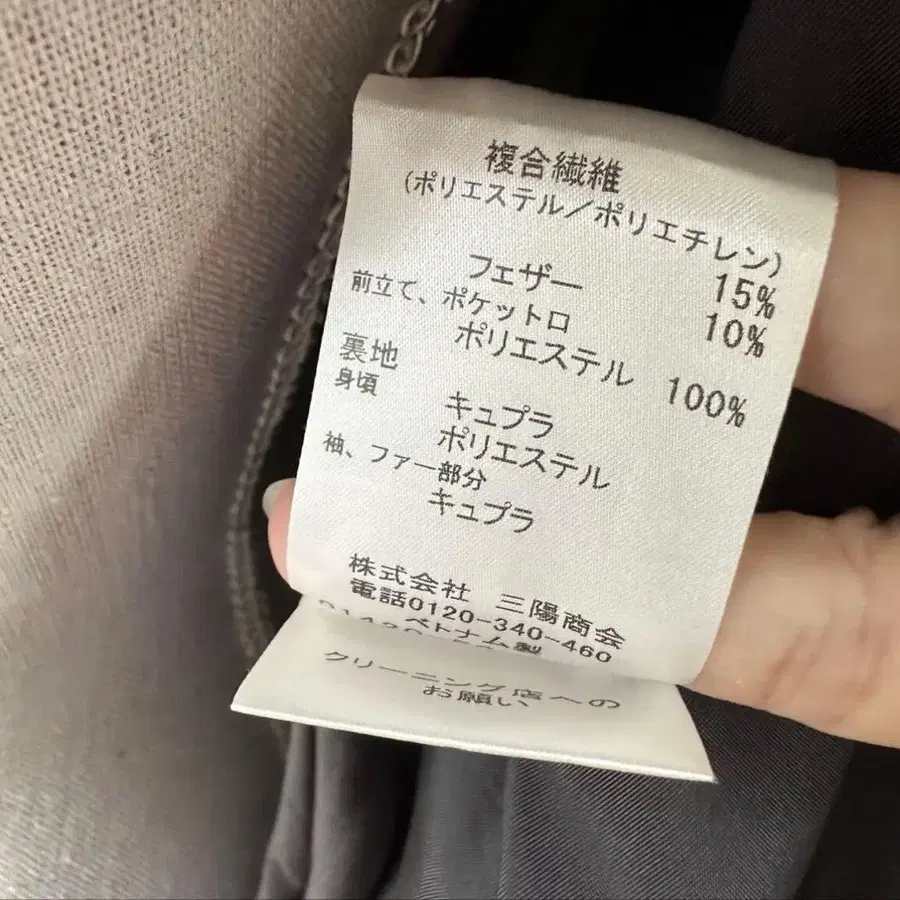 複合繊維
(ポリエステル／ポリエチレン)
15%
フェザー 10%
前立て、ポケット口
ポリエステル 100%
裏地
身頃
キュプラ
ポリエステル
袖、ファー部分
キュプラ
株式会社 三陽商会
電話0120-340-460
ベトナム製
クリーニング店への
お願い